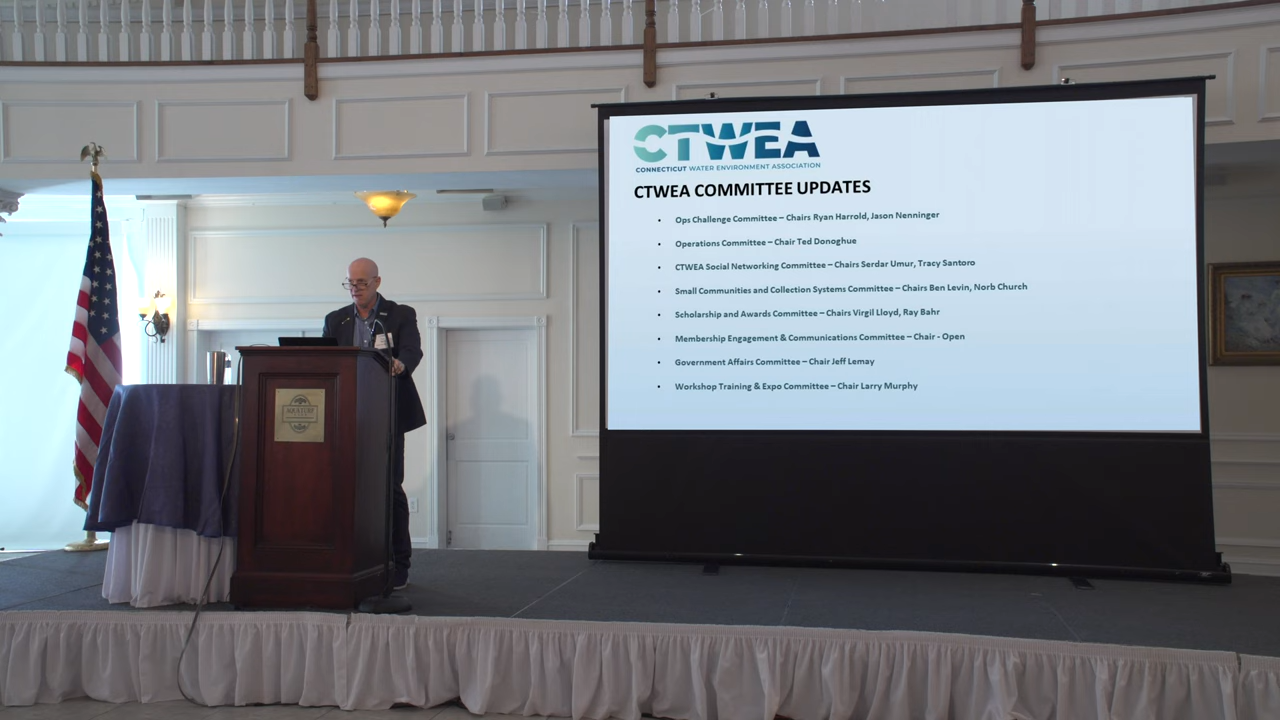 CTWEA
CONNECTICUT WATER ENVIRONMENT ASSOCIATION
CTWEA COMMITTEE UPDATES
• Ops Challenge Committee – Chairs Ryan Harrold, Jason Nenninger
• Operations Committee – Chair Ted Donoghue
• CTWEA Social Networking Committee – Chairs Serdar Umur, Tracy Santoro
• Small Communities and Collection Systems Committee – Chairs Ben Levin, Norb Church
• Scholarship and Awards Committee – Chairs Virgil Lloyd, Ray Bahr
• Membership Engagement & Communications Committee – Chair - Open
• Government Affairs Committee – Chair Jeff Lemay
• Workshop Training & Expo Committee – Chair Larry Murphy